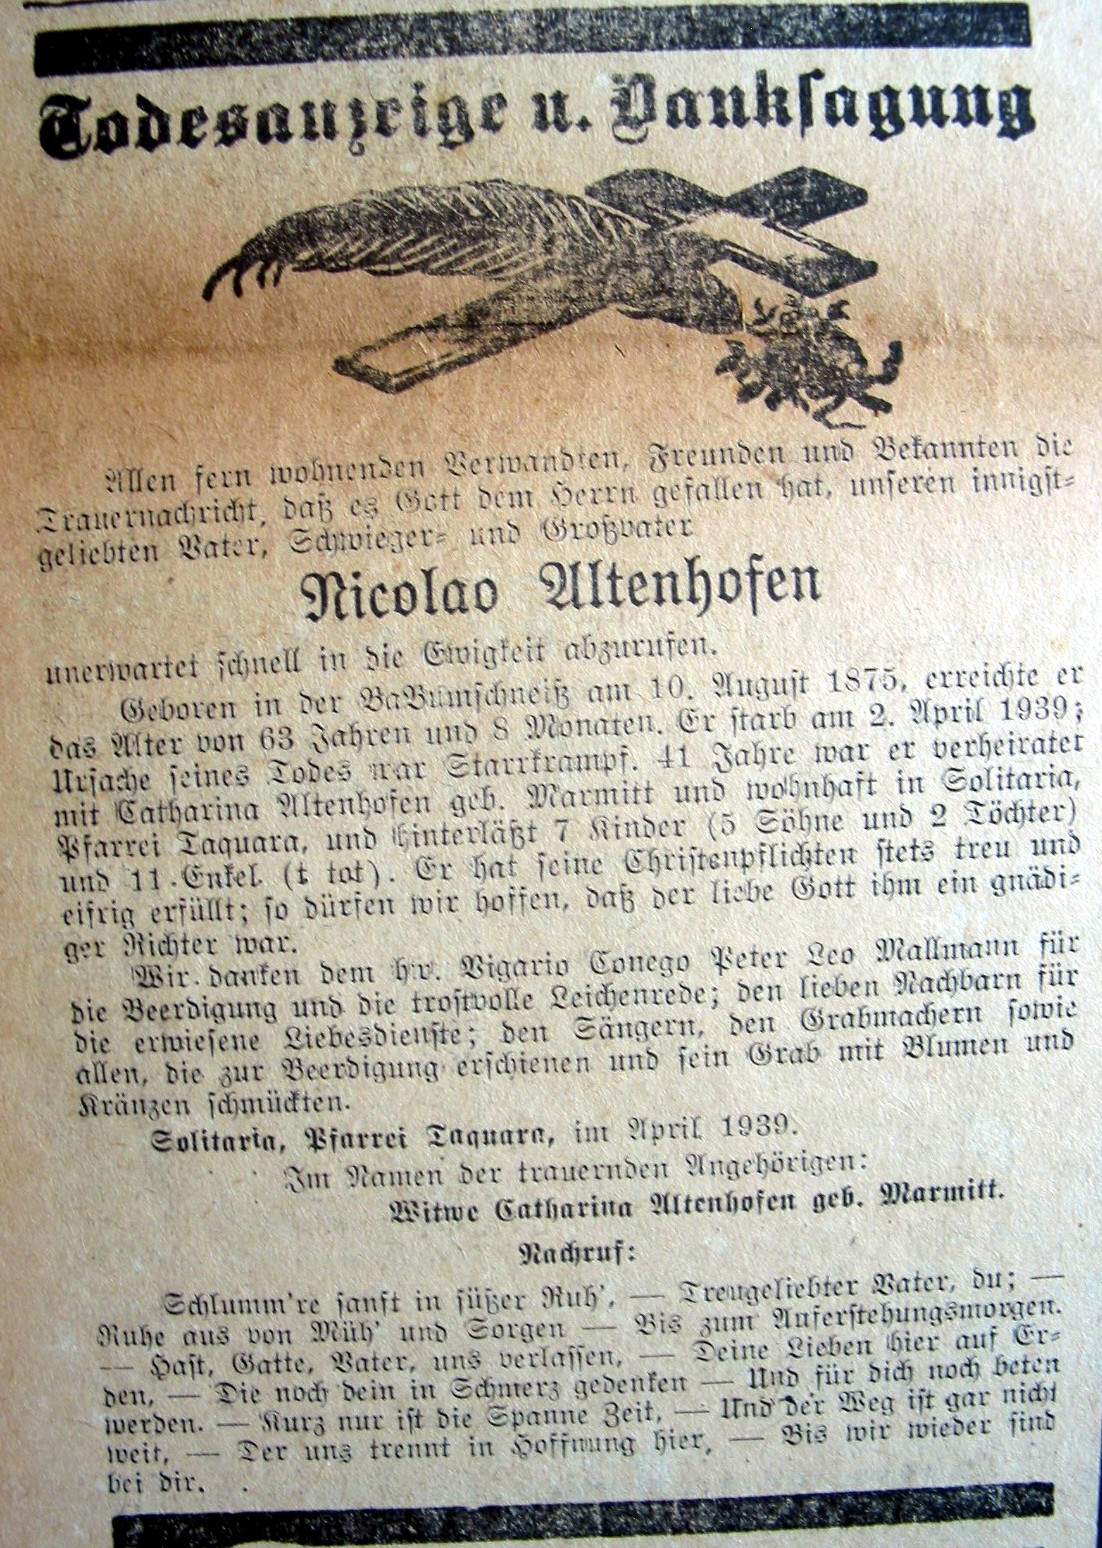 Todesanzeige u. Danksagung
Allen fern wohnenden Verwandten, Freunden und Bekannten die
Trauernachricht, daß es Gott dem Herrn gefallen hat, unseren innigst-
geliebten Vater, Schwieger- und Großvater
Nicolao Altenhofen
unerwartet schnell in die Ewigkeit abzurufen.
Geboren in der BaBumschneiß am 10. August 1875, erreichte er
das Alter von 63 Jahren und 8 Monaten. Er starb am 2. April 1939;
Ursache seines Todes war Starrkrampf. 41 Jahre war er verheiratet
mit Catharina Altenhofen geb. Marmitt und wohnhaft in Solitaria,
Pfarrei Taquara, und hinterläßt 7 Kinder (5 Söhne und 2 Töchter)
und 11 Enkel (1 tot). Er hat seine Christenpflichten stets treu und
eifrig erfüllt; so dürfen wir hoffen, daß der liebe Gott ihm ein gnädi-
ger Richter war.
Wir danken dem hw. Vigario Conego Peter Leo Mallmann für
die Beerdigung und die trostvolle Leichenrede; den lieben Nachbarn für
die erwiesene Liebesdienste; den Sängern, den Grabmachern sowie
allen, die zur Beerdigung erschienen und sein Grab mit Blumen und
Kränzen schmückten.
Solitaria, Pfarrei Taquara, im April 1939.
Im Namen der trauernden Angehörigen:
Witwe Catharina Altenhofen geb. Marmitt.
Nachruf:
Schlumm're sanft in süßer Ruh', — Treugeliebter Vater, du; —
Ruhe aus von Müh' und Sorgen — Bis zum Auferstehungsmorgen.
— Hast, Gatte, Vater, uns verlassen, — Deine Lieben hier auf Er-
den, — Die noch dein in Schmerz gedenken — Und für dich noch beten
werden. — Kurz nur ist die Spanne Zeit, — Und der Weg ist gar nicht
weit, — Der uns trennt in Hoffnung hier, — Bis wir wieder sind
bei dir.